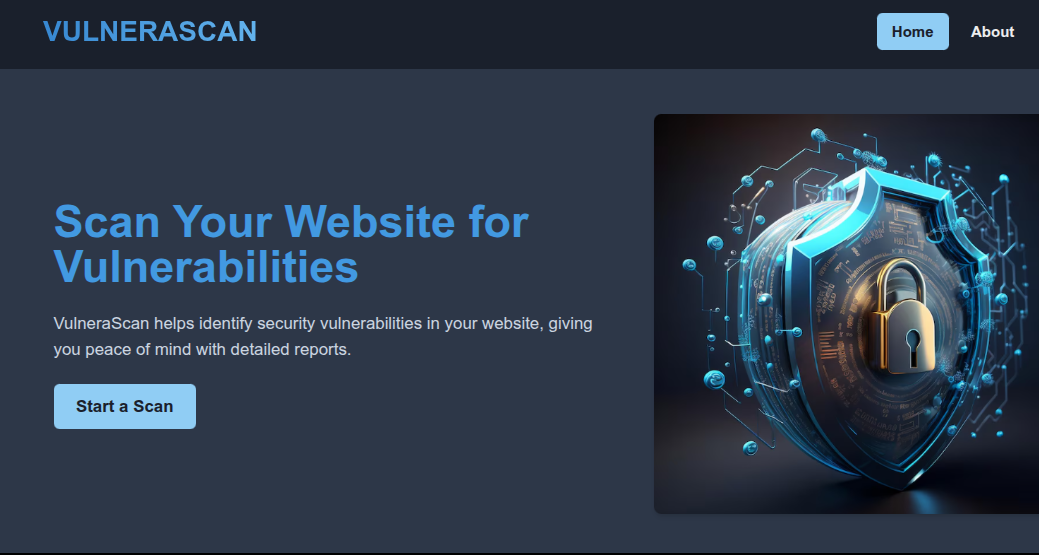 VULNERASCAN
Home
About
Scan Your Website for
Vulnerabilities
VulneraScan helps identify security vulnerabilities in your website, giving
you peace of mind with detailed reports.
Start a Scan